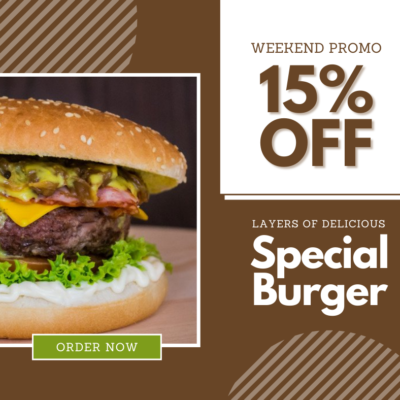 WEEKEND PROMO
15%
OFF
LAYERS OF DELICIOUS
Special
Burger
ORDER NOW